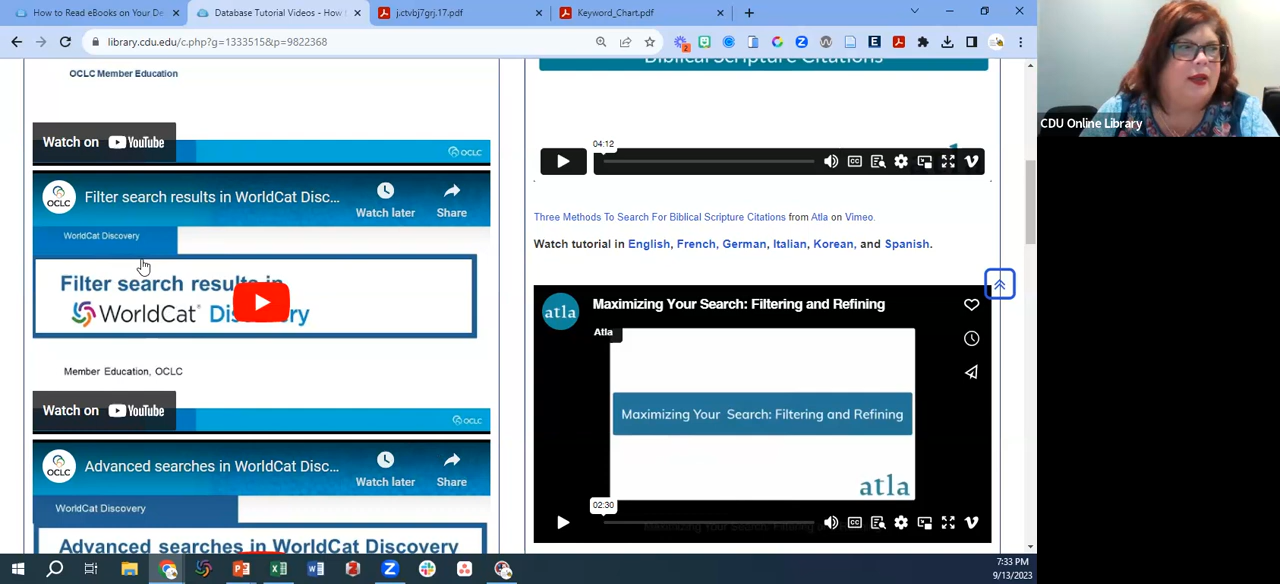 How to Read eBooks on Your De
Database Tutorial Videos - How
j.ctvbj7grj.17.pdf
Keyword_Chart.pdf
library.cdu.edu/c.php?g=1333515&p=9822368
OCLC Member Education
Watch on YouTube
OCLC
OCLC
Filter search results in WorldCat Disc...
Watch later
Share
WorldCat Discovery
Filter search results in
WorldCat® Discovery
Member Education, OCLC
Watch on YouTube
OCLC
OCLC
Advanced searches in WorldCat Disc...
Watch later
Share
WorldCat Discovery
Advanced searches in WorldCat Discovery
Biblical Scripture Citations
04:12
CC
Three Methods To Search For Biblical Scripture Citations from Atla on Vimeo.
Watch tutorial in English, French, German, Italian, Korean, and Spanish.
atla
Maximizing Your Search: Filtering and Refining
Atla
Maximizing Your Search: Filtering and Refining
atla
02:30
CC
CDU Online Library
7:33 PM
9/13/2023